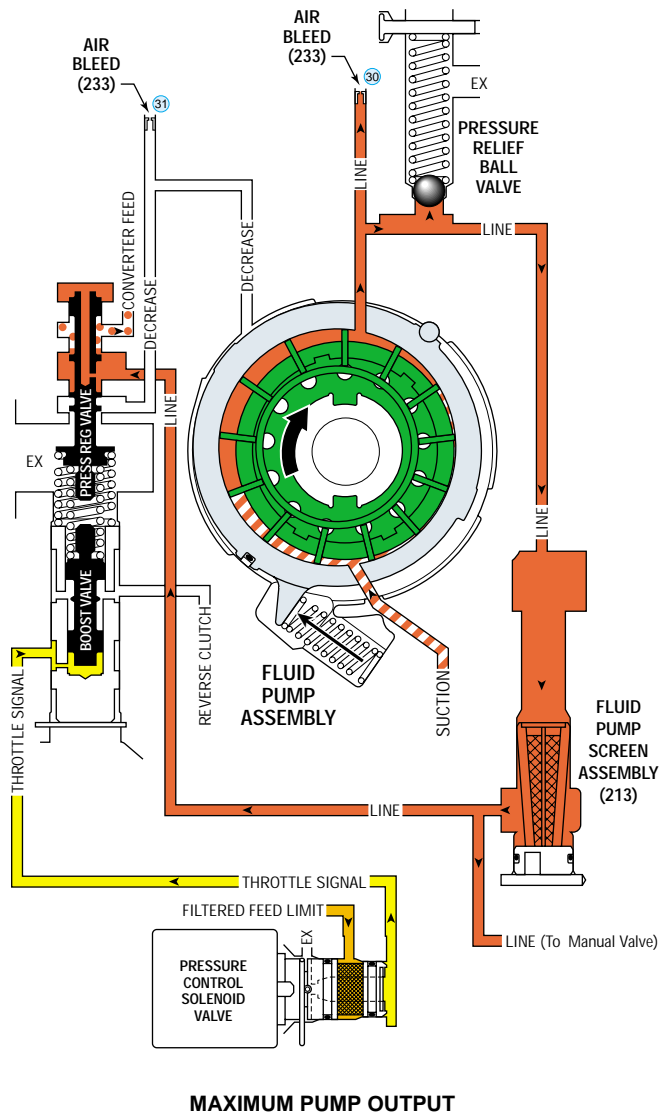 AIR
BLEED
(233)
31
AIR
BLEED
(233)
30
EX
PRESSURE
RELIEF
BALL
VALVE
LINE
LINE
CONVERTER FEED
DECREASE
DECREASE
LINE
PRESS REG VALVE
EX
BOOST VALVE
LINE
REVERSE CLUTCH
FLUID
PUMP
ASSEMBLY
SUCTION
THROTTLE SIGNAL
FLUID
PUMP
SCREEN
ASSEMBLY
(213)
LINE
THROTTLE SIGNAL
FILTERED FEED LIMIT
EX
LINE (To Manual Valve)
PRESSURE
CONTROL
SOLENOID
VALVE
MAXIMUM PUMP OUTPUT